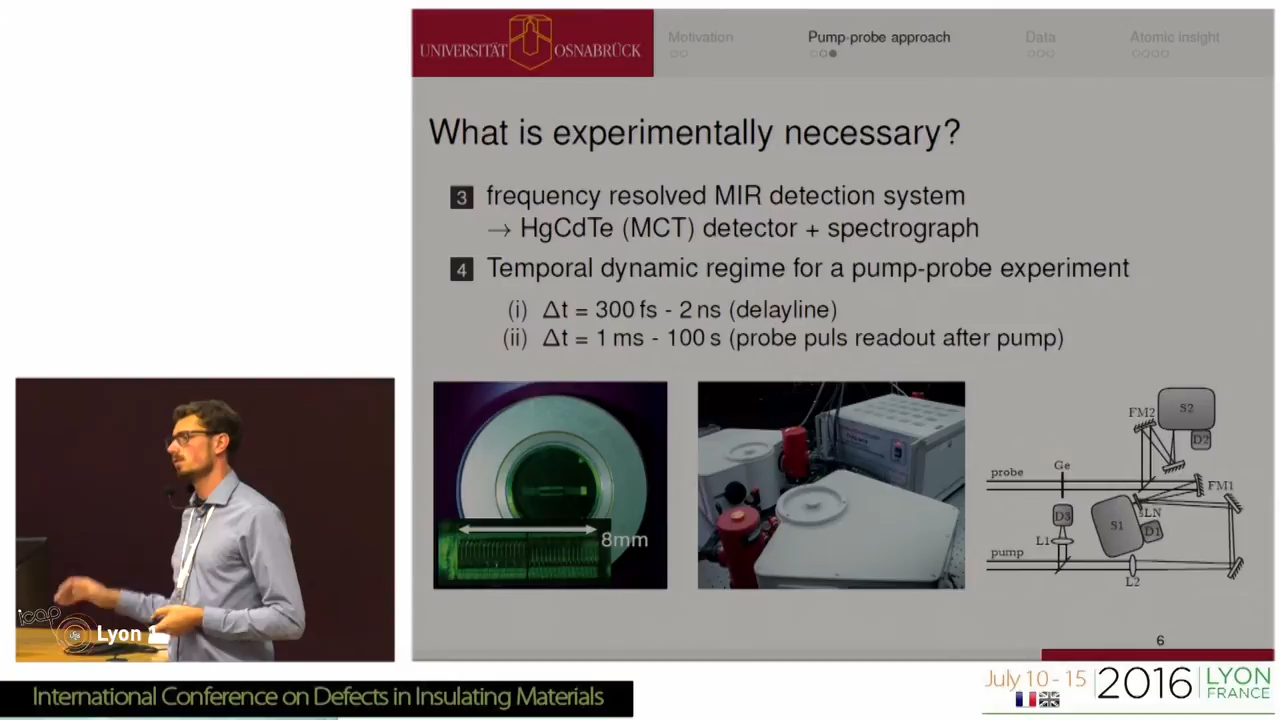 UNIVERSITÄT OSNABRÜCK
Motivation
Pump-probe approach
Data
Atomic insight
What is experimentally necessary?
3 frequency resolved MIR detection system
→ HgCdTe (MCT) detector + spectrograph
4 Temporal dynamic regime for a pump-probe experiment
(i) Δt = 300 fs - 2 ns (delayline)
(ii) Δt = 1 ms - 100 s (probe puls readout after pump)
8mm
S2
FM2
D2
probe
Ge
FM1
D3
sLN
S1
D1
L1
pump
L2
6
icap
Lyon
International Conference on Defects in Insulating Materials
July 10 - 15
2016
LYON
FRANCE